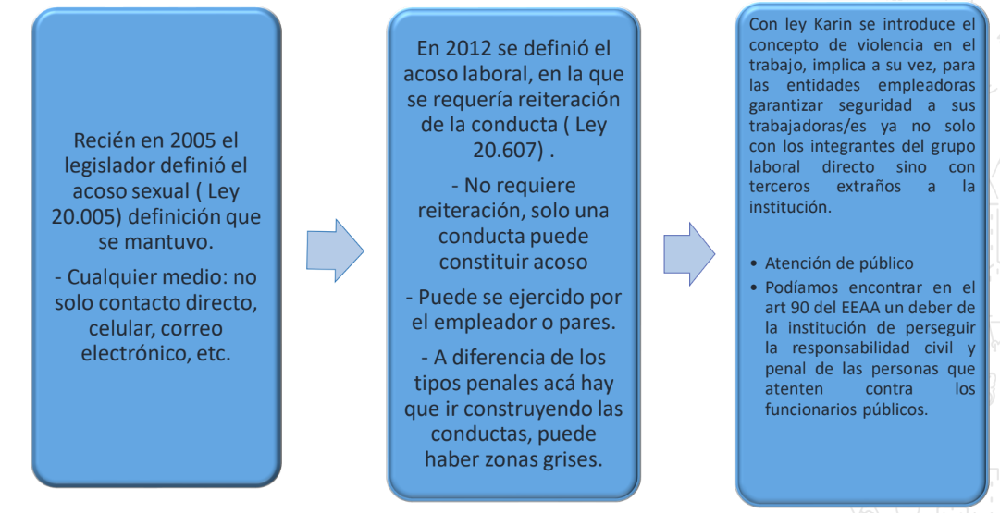 Recién en 2005 el
legislador definió el
acoso sexual ( Ley
20.005) definición que
se mantuvo.
- Cualquier medio: no
solo contacto directo,
celular, correo
electrónico, etc.
En 2012 se definió el
acoso laboral, en la que
se requería reiteración
de la conducta ( Ley
20.607) .
- No requiere
reiteración, solo una
conducta puede
constituir acoso
- Puede se ejercido por
el empleador o pares.
- A diferencia de los
tipos penales acá hay
que ir construyendo las
conductas, puede
haber zonas grises.
Con ley Karin se introduce el
concepto de violencia en el
trabajo, implica a su vez, para
las entidades empleadoras
garantizar seguridad a sus
trabajadoras/es ya no solo
con los integrantes del grupo
laboral directo sino con
terceros extraños a la
institución.
• Atención de público
• Podíamos encontrar en el
art 90 del EEAA un deber de
la institución de perseguir
la responsabilidad civil y
penal de las personas que
atenten contra los
funcionarios públicos.